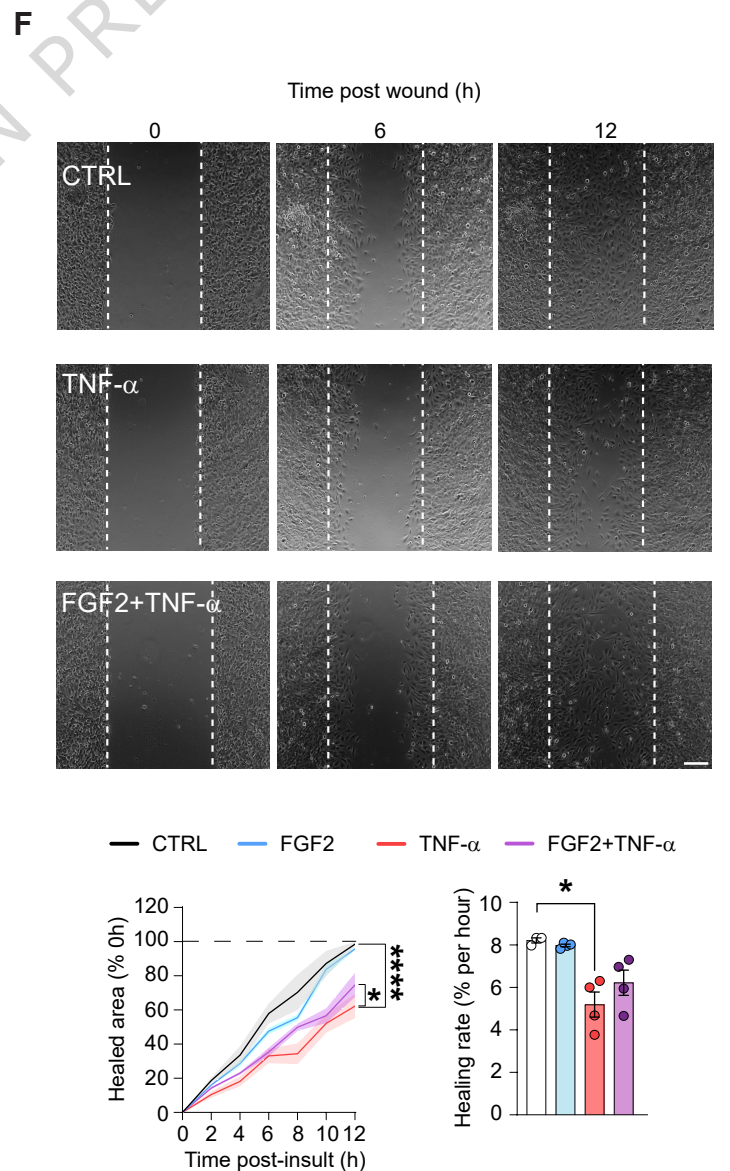 F
N PRE
Time post wound (h)
0 6 12
CTRL
TNF-α
FGF2+TNF-α
CTRL FGF2 TNF-α FGF2+TNF-α
Healed area (% 0h)
120
100
80
60
40
20
0
0 2 4 6 8 10 12
Time post-insult (h)
****
*
Healing rate (% per hour)
10
8
6
4
2
0
*